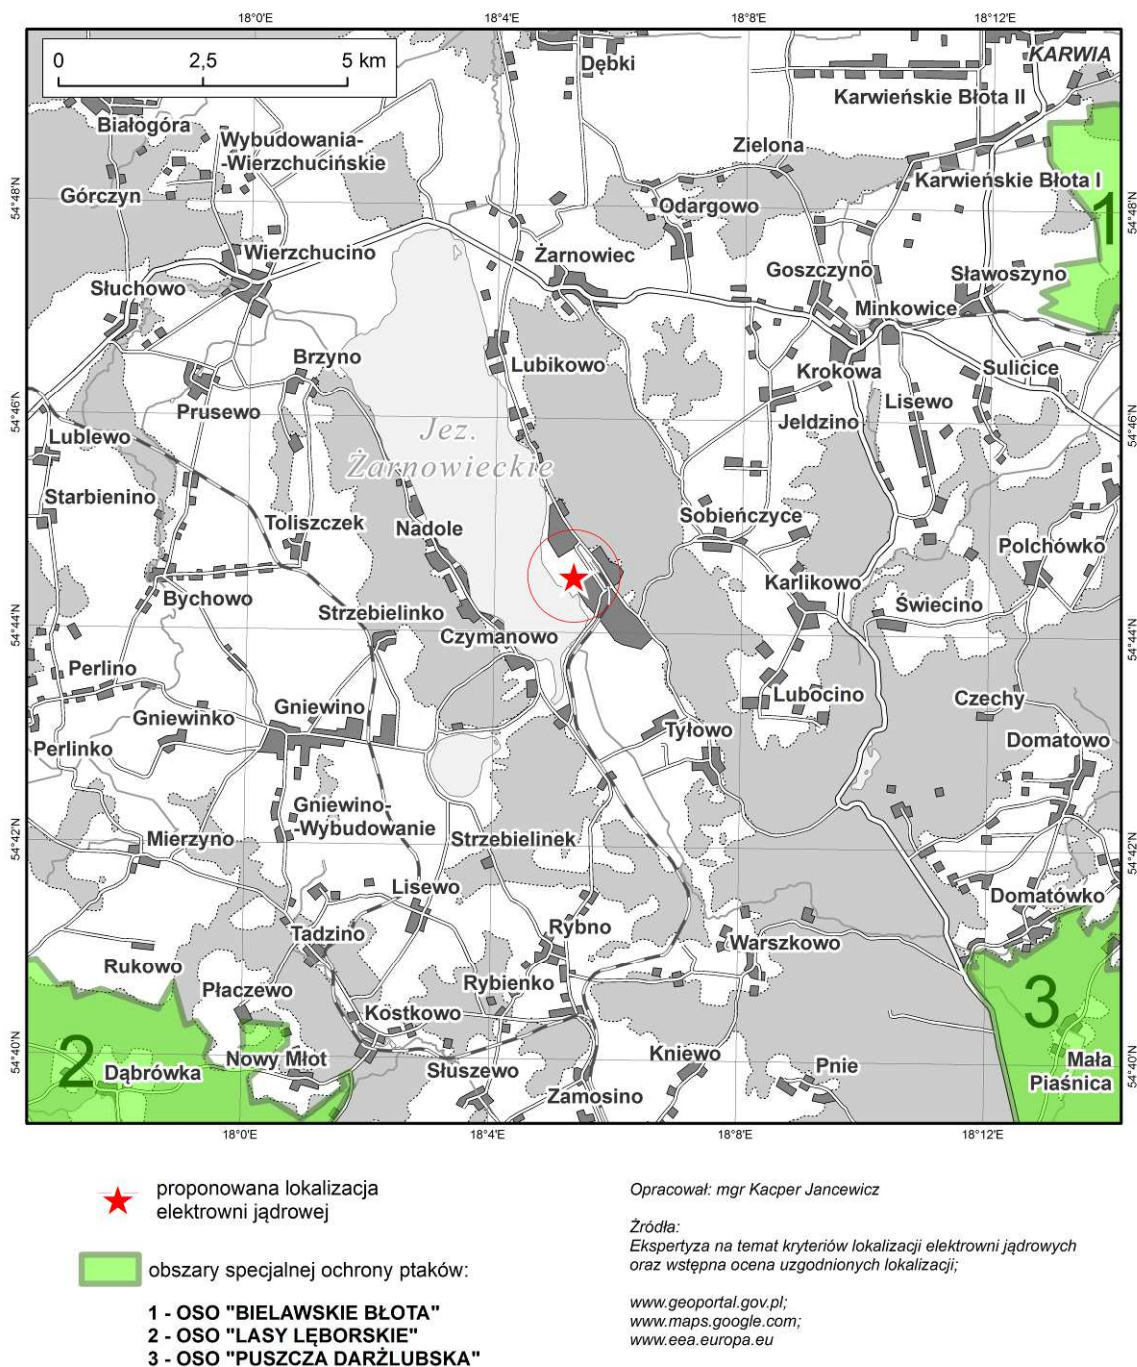 18°0'E 18°4'E 18°8'E 18°12'E
0 2,5 5 km
Dębki
KARWIA
Karwieńskie Błota II
Białogóra
Wybudowania-
-Wierzchucińskie
Zielona
Karwieńskie Błota I
54°48'N
54°48'N
Górczyn
Odargowo
1
Wierzchucino
Żarnowiec
Goszczyno
Sławoszyno
Słuchowo
Minkowice
Brzyno
Lubikowo
Krokowa
Sulicice
Prusewo
Jeldzino
Lisewo
54°46'N
54°46'N
Lublewo
Jez.
Żarnowieckie
Starbienino
Toliszczek
Nadole
Sobieńczyce
Polchówko
Bychowo
Karlikowo
Strzebielinko
Świecino
54°44'N
54°44'N
Czymanowo
Perlino
Lubocino
Czechy
Gniewinko
Gniewino
Tyłowo
Perlinko
Domatowo
Gniewino-
-Wybudowanie
Mierzyno
Strzebielinek
54°42'N
54°42'N
Lisewo
Domatówko
Tadzino
Rybno
Warszkowo
Rukowo
Płaczewo
Rybienko
3
Kostkowo
2
Nowy Młot
Dąbrówka
Słuszewo
Kniewo
Pnie
Mała
Piaśnica
54°40'N
54°40'N
Zamosino
18°0'E 18°4'E 18°8'E 18°12'E
proponowana lokalizacja
elektrowni jądrowej
obszary specjalnej ochrony ptaków:
1 - OSO "BIELAWSKIE BŁOTA"
2 - OSO "LASY LĘBORSKIE"
3 - OSO "PUSZCZA DARŻLUBSKA"
Opracował: mgr Kacper Jancewicz
Źródła:
Ekspertyza na temat kryteriów lokalizacji elektrowni jądrowych
oraz wstępna ocena uzgodnionych lokalizacji;
www.geoportal.gov.pl;
www.maps.google.com;
www.eea.europa.eu